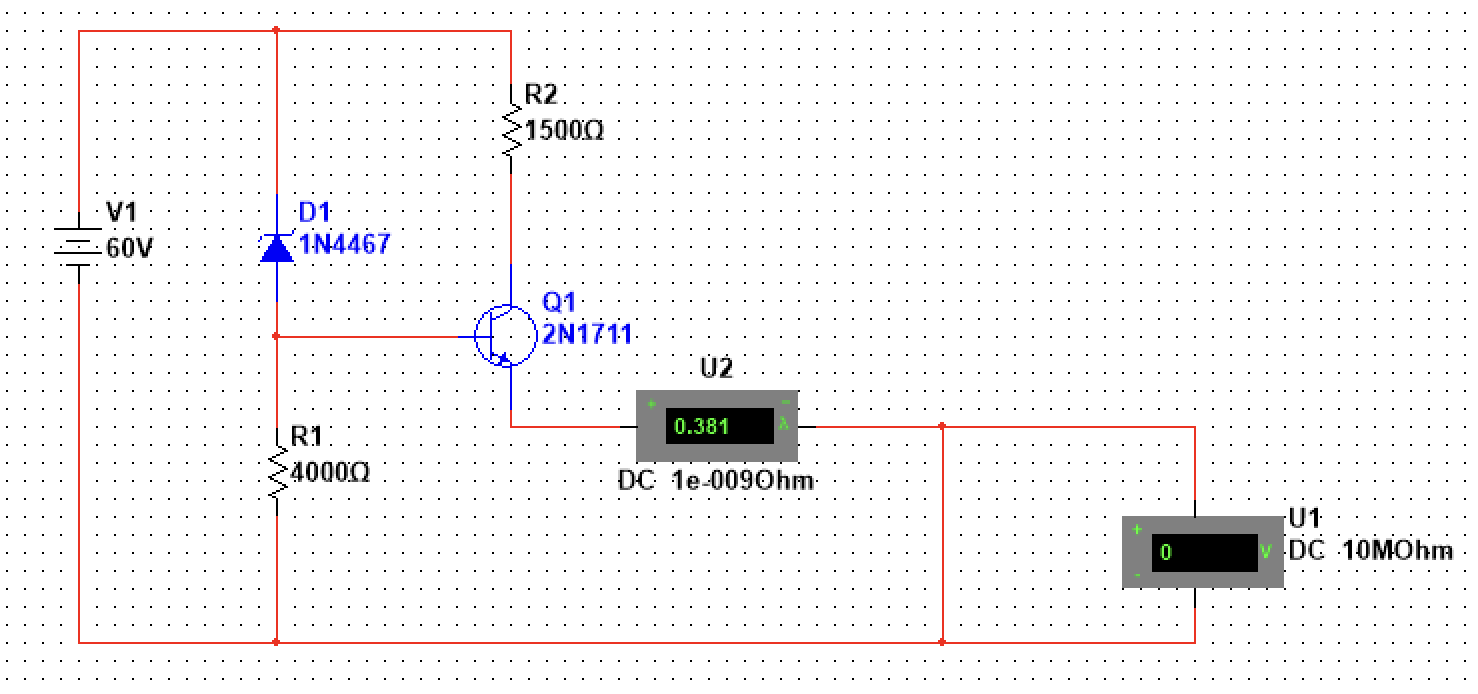 R2
1500Ω
V1
60V
D1
1N4467
Q1
2N1711
U2
+ -
0.381 A
DC 1e-009Ohm
R1
4000Ω
U1
+
0 V
DC 10MOhm
-